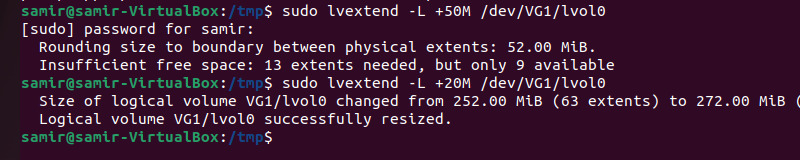 samir@samir-VirtualBox:/tmp$ sudo lvextend -L +50M /dev/VG1/lvol0
[sudo] password for samir:
  Rounding size to boundary between physical extents: 52.00 MiB.
  Insufficient free space: 13 extents needed, but only 9 available
samir@samir-VirtualBox:/tmp$ sudo lvextend -L +20M /dev/VG1/lvol0
  Size of logical volume VG1/lvol0 changed from 252.00 MiB (63 extents) to 272.00 MiB (
  Logical volume VG1/lvol0 successfully resized.
samir@samir-VirtualBox:/tmp$